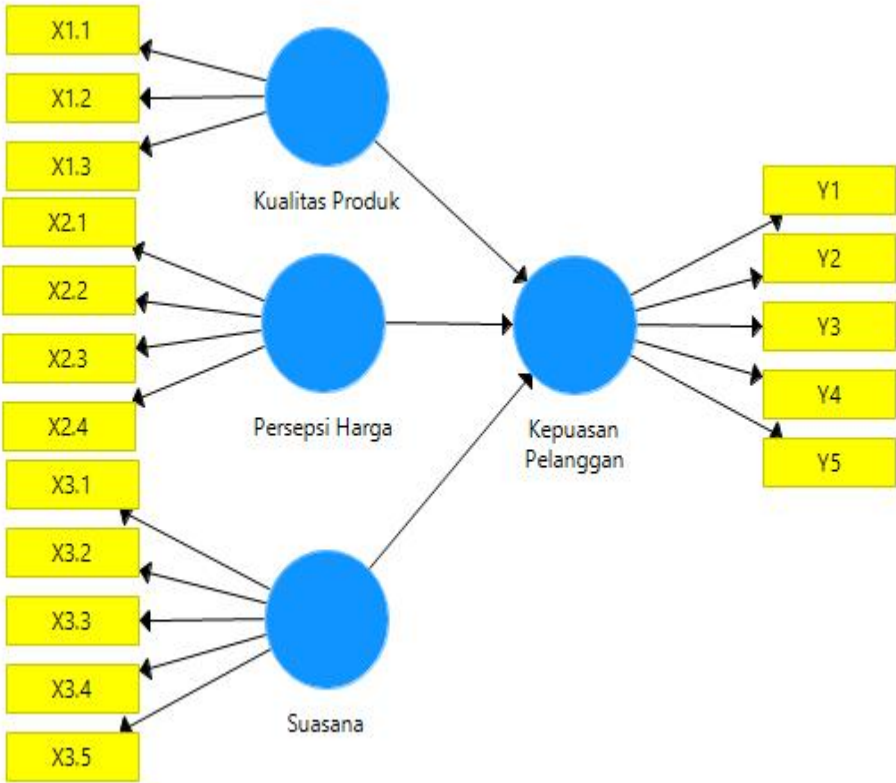 X1.1
X1.2
X1.3
Kualitas Produk
X2.1
X2.2
X2.3
X2.4
Persepsi Harga
X3.1
X3.2
X3.3
X3.4
X3.5
Suasana
Kepuasan
Pelanggan
Y1
Y2
Y3
Y4
Y5